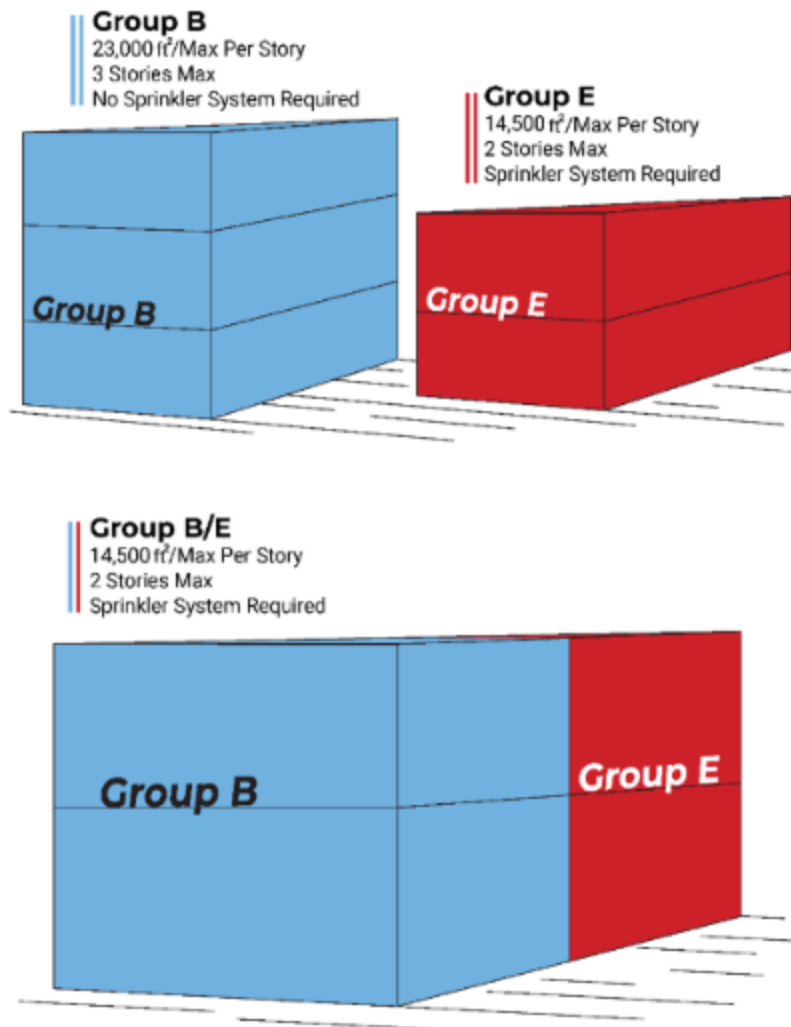 Group B
23,000 ft²/Max Per Story
3 Stories Max
No Sprinkler System Required
Group E
14,500 ft²/Max Per Story
2 Stories Max
Sprinkler System Required
Group B
Group E
Group B/E
14,500 ft²/Max Per Story
2 Stories Max
Sprinkler System Required
Group B
Group E